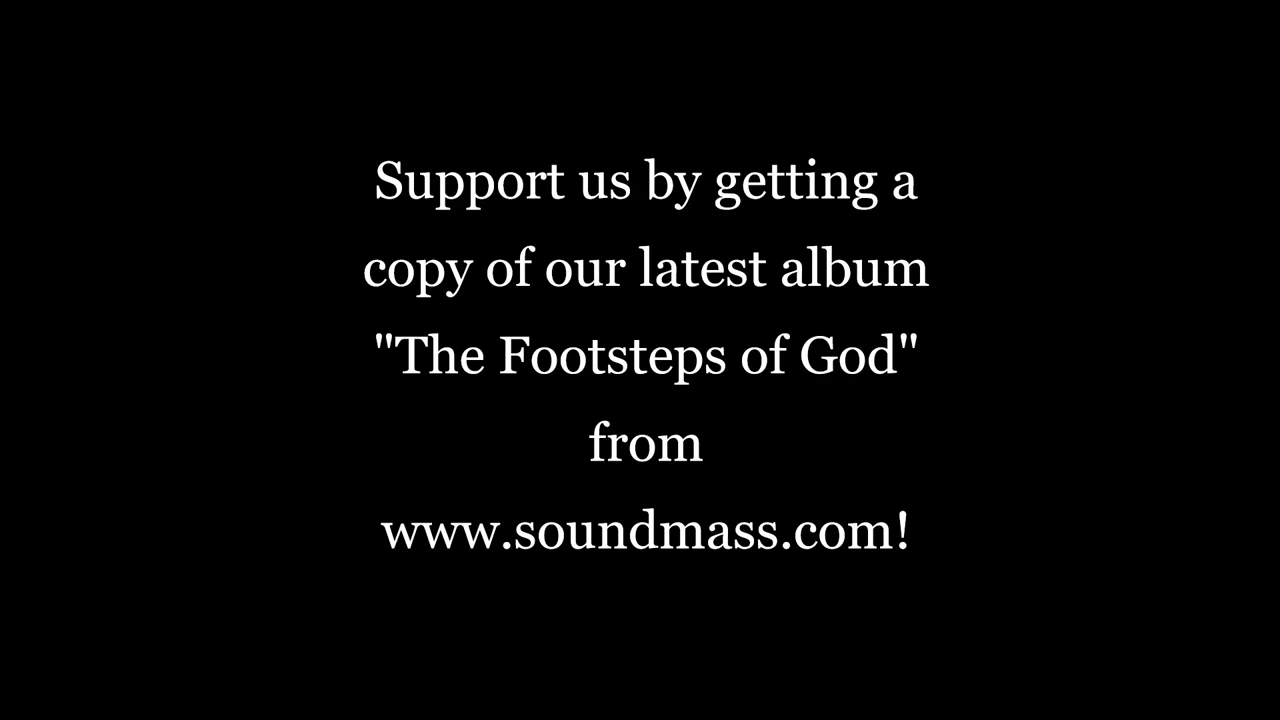 Support us by getting a
copy of our latest album
"The Footsteps of God"
from
www.soundmass.com!